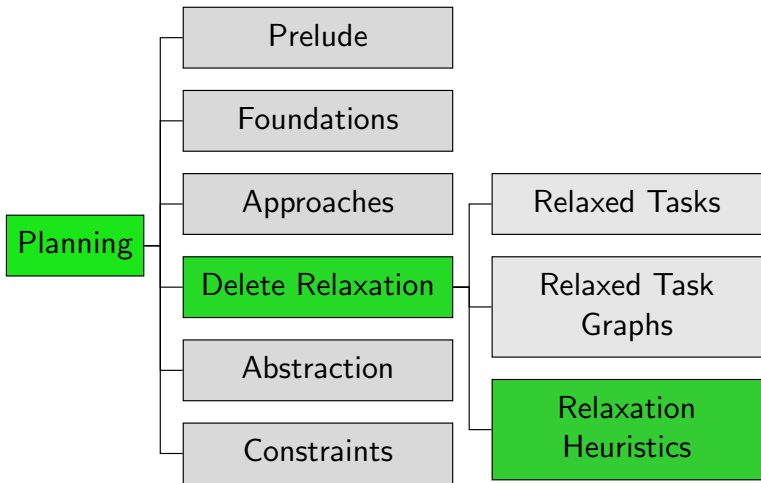 Planning
Prelude
Foundations
Approaches
Delete Relaxation
Abstraction
Constraints
Relaxed Tasks
Relaxed Task
Graphs
Relaxation
Heuristics